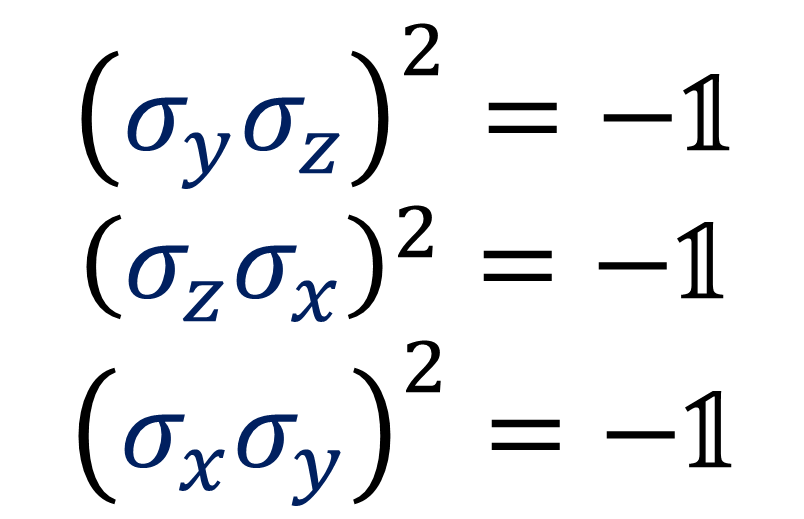 (σ_y σ_z)² = −𝟙
(σ_z σ_x)² = −𝟙
(σ_x σ_y)² = −𝟙